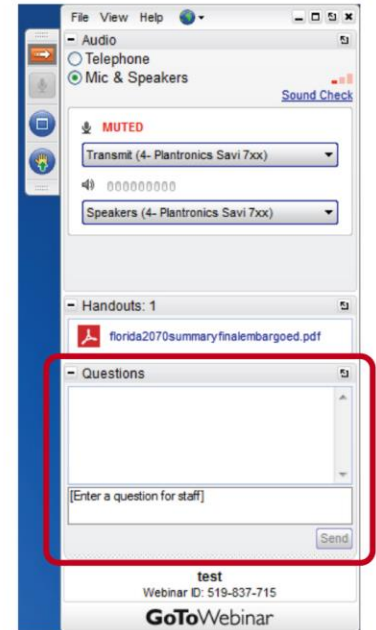 File View Help
- Audio
Telephone
Mic & Speakers
Sound Check
MUTED
Transmit (4- Plantronics Savi 7xx)
000000000
Speakers (4- Plantronics Savi 7xx)
- Handouts: 1
florida2070summaryfinalembargoed.pdf
- Questions
[Enter a question for staff]
Send
test
Webinar ID: 519-837-715
GoToWebinar